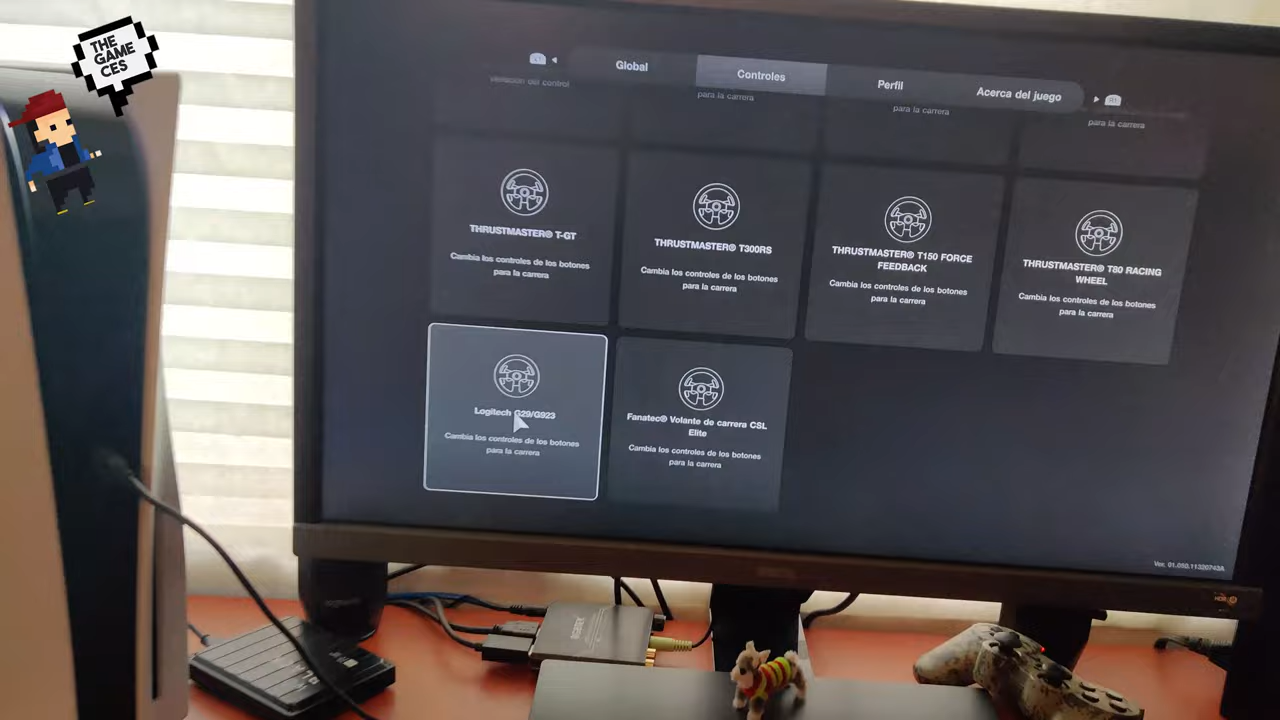 THE
GAME
CES
Global
Controles
Perfil
Acerca del juego
R1
para la carrera
para la carrera
para la carrera
THRUSTMASTER® T-GT
Cambia los controles de los botones
para la carrera
THRUSTMASTER® T300RS
Cambia los controles de los botones
para la carrera
THRUSTMASTER® T150 FORCE
FEEDBACK
Cambia los controles de los botones
para la carrera
THRUSTMASTER® T80 RACING
WHEEL
Cambia los controles de los botones
para la carrera
Logitech G29/G923
Cambia los controles de los botones
para la carrera
Fanatec® Volante de carrera CSL
Elite
Cambia los controles de los botones
para la carrera